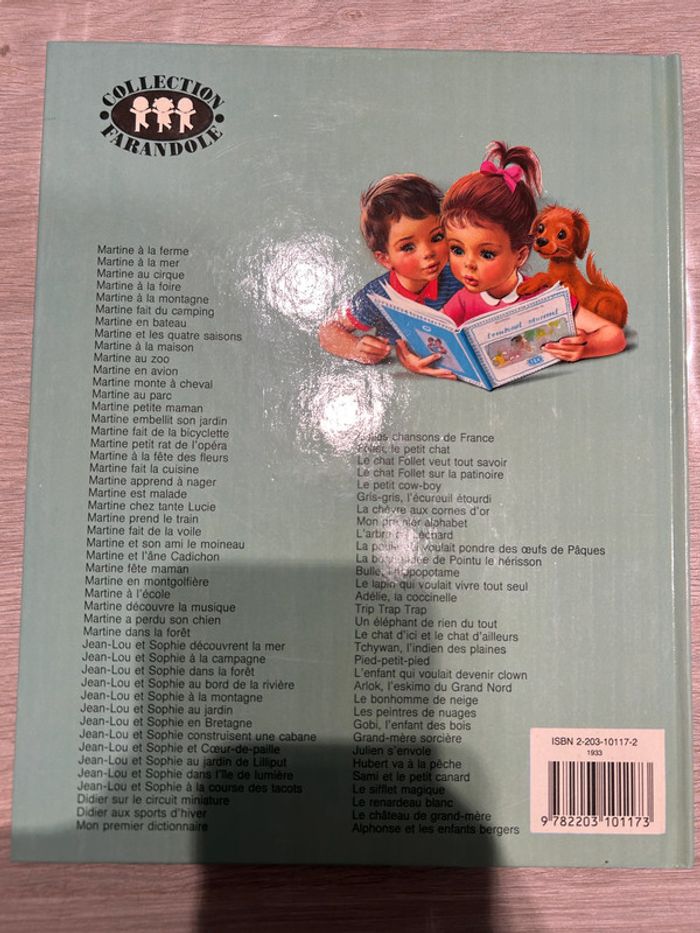 COLLECTION
FARANDOLE
Martine à la ferme
Martine à la mer
Martine au cirque
Martine à la foire
Martine à la montagne
Martine fait du camping
Martine en bateau
Martine et les quatre saisons
Martine à la maison
Martine au zoo
Martine en avion
Martine monte à cheval
Martine au parc
Martine petite maman
Martine embellit son jardin
Martine fait de la bicyclette
Martine petit rat de l'opéra
Martine à la fête des fleurs
Martine fait la cuisine
Martine apprend à nager
Martine est malade
Martine chez tante Lucie
Martine prend le train
Martine fait de la voile
Martine et son ami le moineau
Martine et l'âne Cadichon
Martine fête maman
Martine en montgolfière
Martine à l'école
Martine découvre la musique
Martine a perdu son chien
Martine dans la forêt
Jean-Lou et Sophie découvrent la mer
Jean-Lou et Sophie à la campagne
Jean-Lou et Sophie dans la forêt
Jean-Lou et Sophie au bord de la rivière
Jean-Lou et Sophie à la montagne
Jean-Lou et Sophie au jardin
Jean-Lou et Sophie en Bretagne
Jean-Lou et Sophie construisent une cabane
Jean-Lou et Sophie et Cœur-de-paille
Jean-Lou et Sophie au jardin de Lilliput
Jean-Lou et Sophie dans l'île de lumière
Jean-Lou et Sophie à la course des tacots
Didier sur le circuit miniature
Didier aux sports d'hiver
Mon premier dictionnaire
chansons de France
le petit chat
Le chat Follet veut tout savoir
Le chat Follet sur la patinoire
Le petit cow-boy
Gris-gris, l'écureuil étourdi
La chèvre aux cornes d'or
Mon premier alphabet
L'arbre
La voulait pondre des œufs de Pâques
La de Pointu le hérisson
Bulle, l'hippopotame
Le lapin qui voulait vivre tout seul
Adélie, la coccinelle
Trip Trap Trap
Un éléphant de rien du tout
Le chat d'ici et le chat d'ailleurs
Tchywan, l'indien des plaines
Pied-petit-pied
L'enfant qui voulait devenir clown
Arlok, l'eskimo du Grand Nord
Le bonhomme de neige
Les peintres de nuages
Gobi, l'enfant des bois
Grand-mère sorcière
Julien s'envole
Hubert va à la pêche
Sami et le petit canard
Le sifflet magique
Le renardeau blanc
Le château de grand-mère
Alphonse et les enfants bergers
ISBN 2-203-10117-2
1933
9 782203 101173